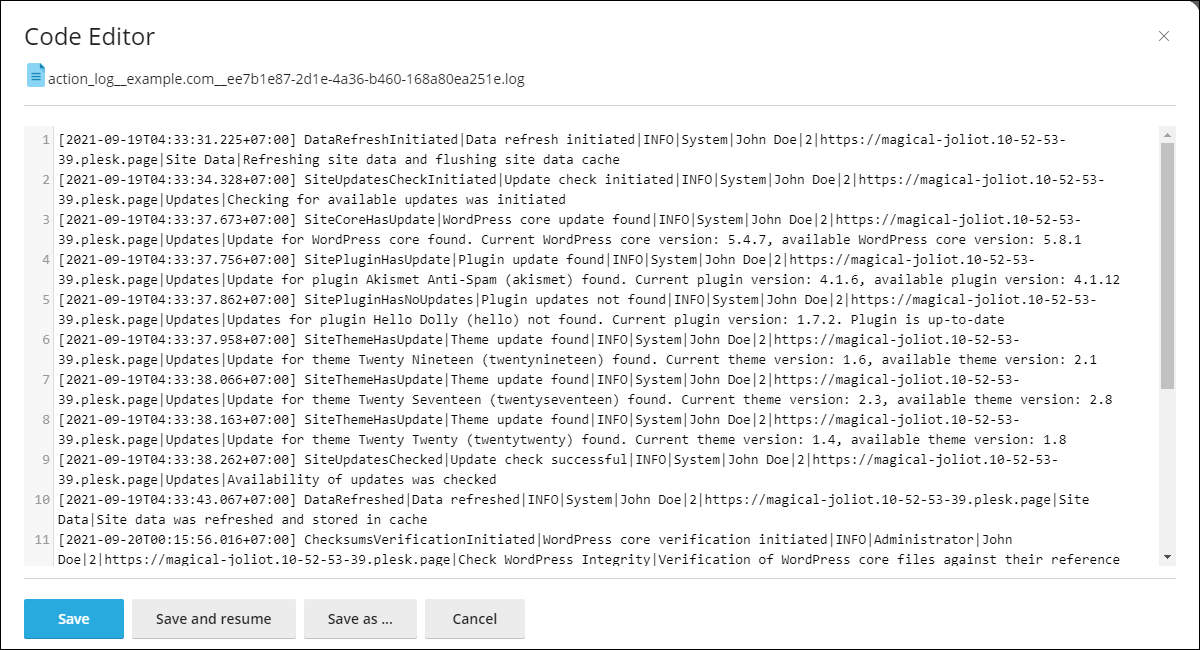 Code Editor
action_log__example.com__ee7b1e87-2d1e-4a36-b460-168a80ea251e.log
1 [2021-09-19T04:33:31.225+07:00] DataRefreshInitiated|Data refresh initiated|INFO|System|John Doe|2|https://magical-joliot.10-52-53-
39.plesk.page|Site Data|Refreshing site data and flushing site data cache
2 [2021-09-19T04:33:34.328+07:00] SiteUpdatesCheckInitiated|Update check initiated|INFO|System|John Doe|2|https://magical-joliot.10-52-53-
39.plesk.page|Updates|Checking for available updates was initiated
3 [2021-09-19T04:33:37.673+07:00] SiteCoreHasUpdate|WordPress core update found|INFO|System|John Doe|2|https://magical-joliot.10-52-53-
39.plesk.page|Updates|Update for WordPress core found. Current WordPress core version: 5.4.7, available WordPress core version: 5.8.1
4 [2021-09-19T04:33:37.756+07:00] SitePluginHasUpdate|Plugin update found|INFO|System|John Doe|2|https://magical-joliot.10-52-53-
39.plesk.page|Updates|Update for plugin Akismet Anti-Spam (akismet) found. Current plugin version: 4.1.6, available plugin version: 4.1.12
5 [2021-09-19T04:33:37.862+07:00] SitePluginHasNoUpdates|Plugin updates not found|INFO|System|John Doe|2|https://magical-joliot.10-52-53-
39.plesk.page|Updates|Updates for plugin Hello Dolly (hello) not found. Current plugin version: 1.7.2. Plugin is up-to-date
6 [2021-09-19T04:33:37.958+07:00] SiteThemeHasUpdate|Theme update found|INFO|System|John Doe|2|https://magical-joliot.10-52-53-
39.plesk.page|Updates|Update for theme Twenty Nineteen (twentynineteen) found. Current theme version: 1.6, available theme version: 2.1
7 [2021-09-19T04:33:38.066+07:00] SiteThemeHasUpdate|Theme update found|INFO|System|John Doe|2|https://magical-joliot.10-52-53-
39.plesk.page|Updates|Update for theme Twenty Seventeen (twentyseventeen) found. Current theme version: 2.3, available theme version: 2.8
8 [2021-09-19T04:33:38.163+07:00] SiteThemeHasUpdate|Theme update found|INFO|System|John Doe|2|https://magical-joliot.10-52-53-
39.plesk.page|Updates|Update for theme Twenty Twenty (twentytwenty) found. Current theme version: 1.4, available theme version: 1.8
9 [2021-09-19T04:33:38.262+07:00] SiteUpdatesChecked|Update check successful|INFO|System|John Doe|2|https://magical-joliot.10-52-53-
39.plesk.page|Updates|Availability of updates was checked
10 [2021-09-19T04:33:43.067+07:00] DataRefreshed|Data refreshed|INFO|System|John Doe|2|https://magical-joliot.10-52-53-39.plesk.page|Site
Data|Site data was refreshed and stored in cache
11 [2021-09-20T00:15:56.016+07:00] ChecksumsVerificationInitiated|WordPress core verification initiated|INFO|Administrator|John
Doe|2|https://magical-joliot.10-52-53-39.plesk.page|Check WordPress Integrity|Verification of WordPress core files against their reference
Save
Save and resume
Save as ...
Cancel